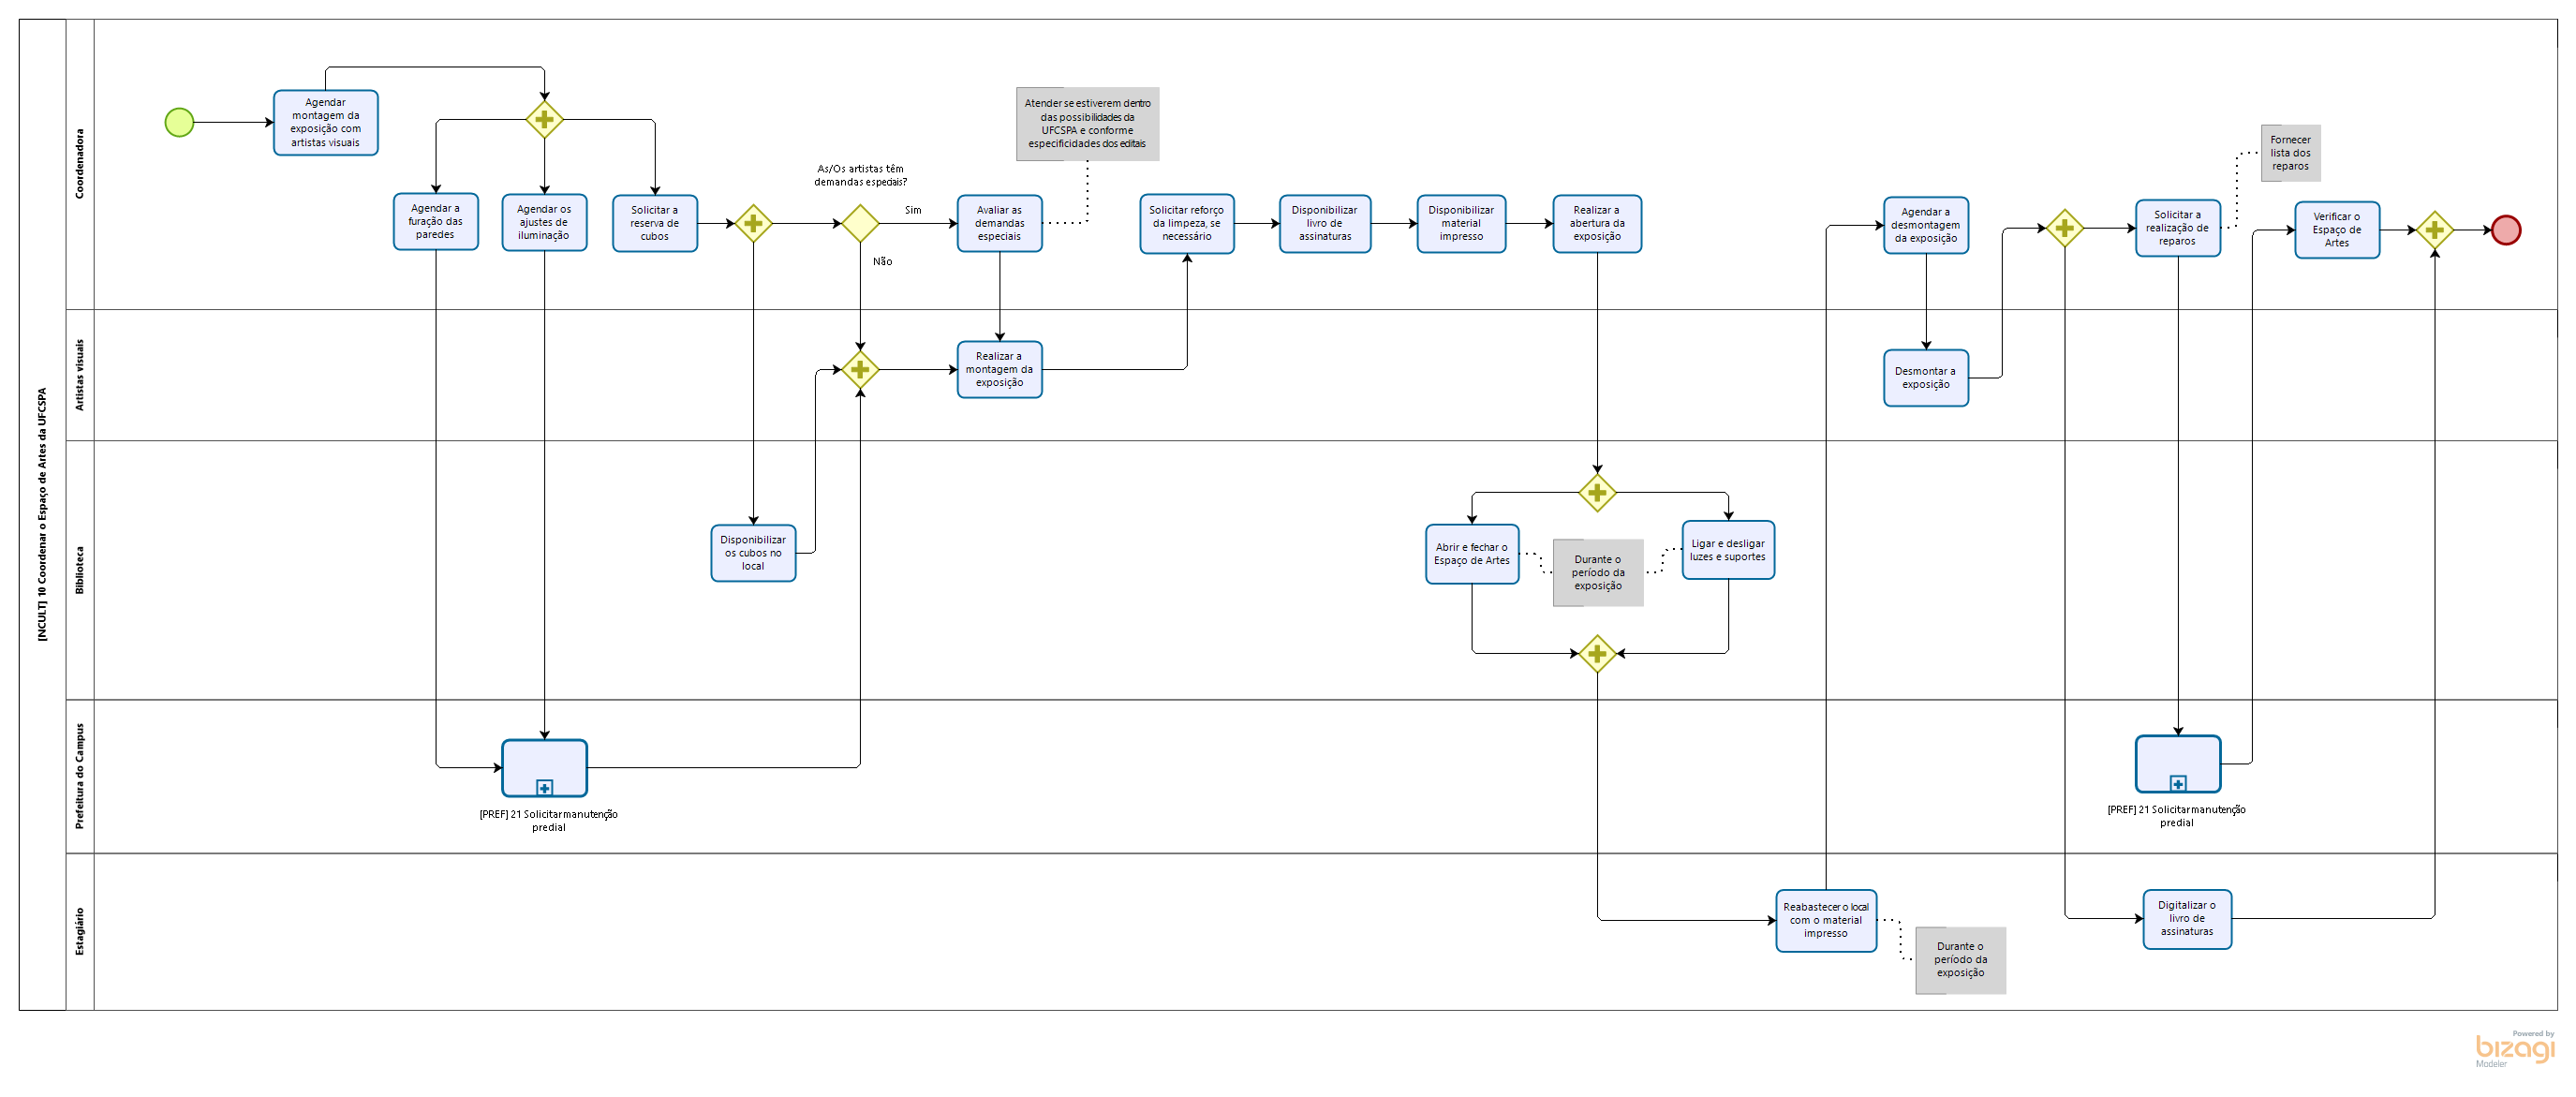 [NCULT] 10 Coordenar o Espaço de Artes da UFCSPA
Coordenadora
Agendar
montagem da
exposição com
artistas visuais
Agendar a
furação das
paredes
Agendar os
ajustes de
iluminação
Solicitar a
reserva de
cubos
As/Os artistas têm
demandas especiais?
Sim
Não
Avaliar as
demandas
especiais
Atender se estiverem dentro
das possibilidades da
UFCSPA e conforme
especificidades dos editais
Solicitar reforço
da limpeza, se
necessário
Disponibilizar
livro de
assinaturas
Disponibilizar
material
impresso
Realizar a
abertura da
exposição
Agendar a
desmontagem
da exposição
Solicitar a
realização de
reparos
Fornecer
lista dos
reparos
Verificar o
Espaço de
Artes
Artistas visuais
Realizar a
montagem da
exposição
Desmontar a
exposição
Biblioteca
Disponibilizar
os cubos no
local
Abrir e fechar o
Espaço de Artes
Durante o
período da
exposição
Ligar e desligar
luzes e suportes
Prefeitura do Campus
[PREF] 21 Solicitar manutenção
predial
[PREF] 21 Solicitar manutenção
predial
Estagiário
Reabastecer o local
com o material
impresso
Durante o
período da
exposição
Digitalizar o
livro de
assinaturas
Powered by
bizagi
Modeler